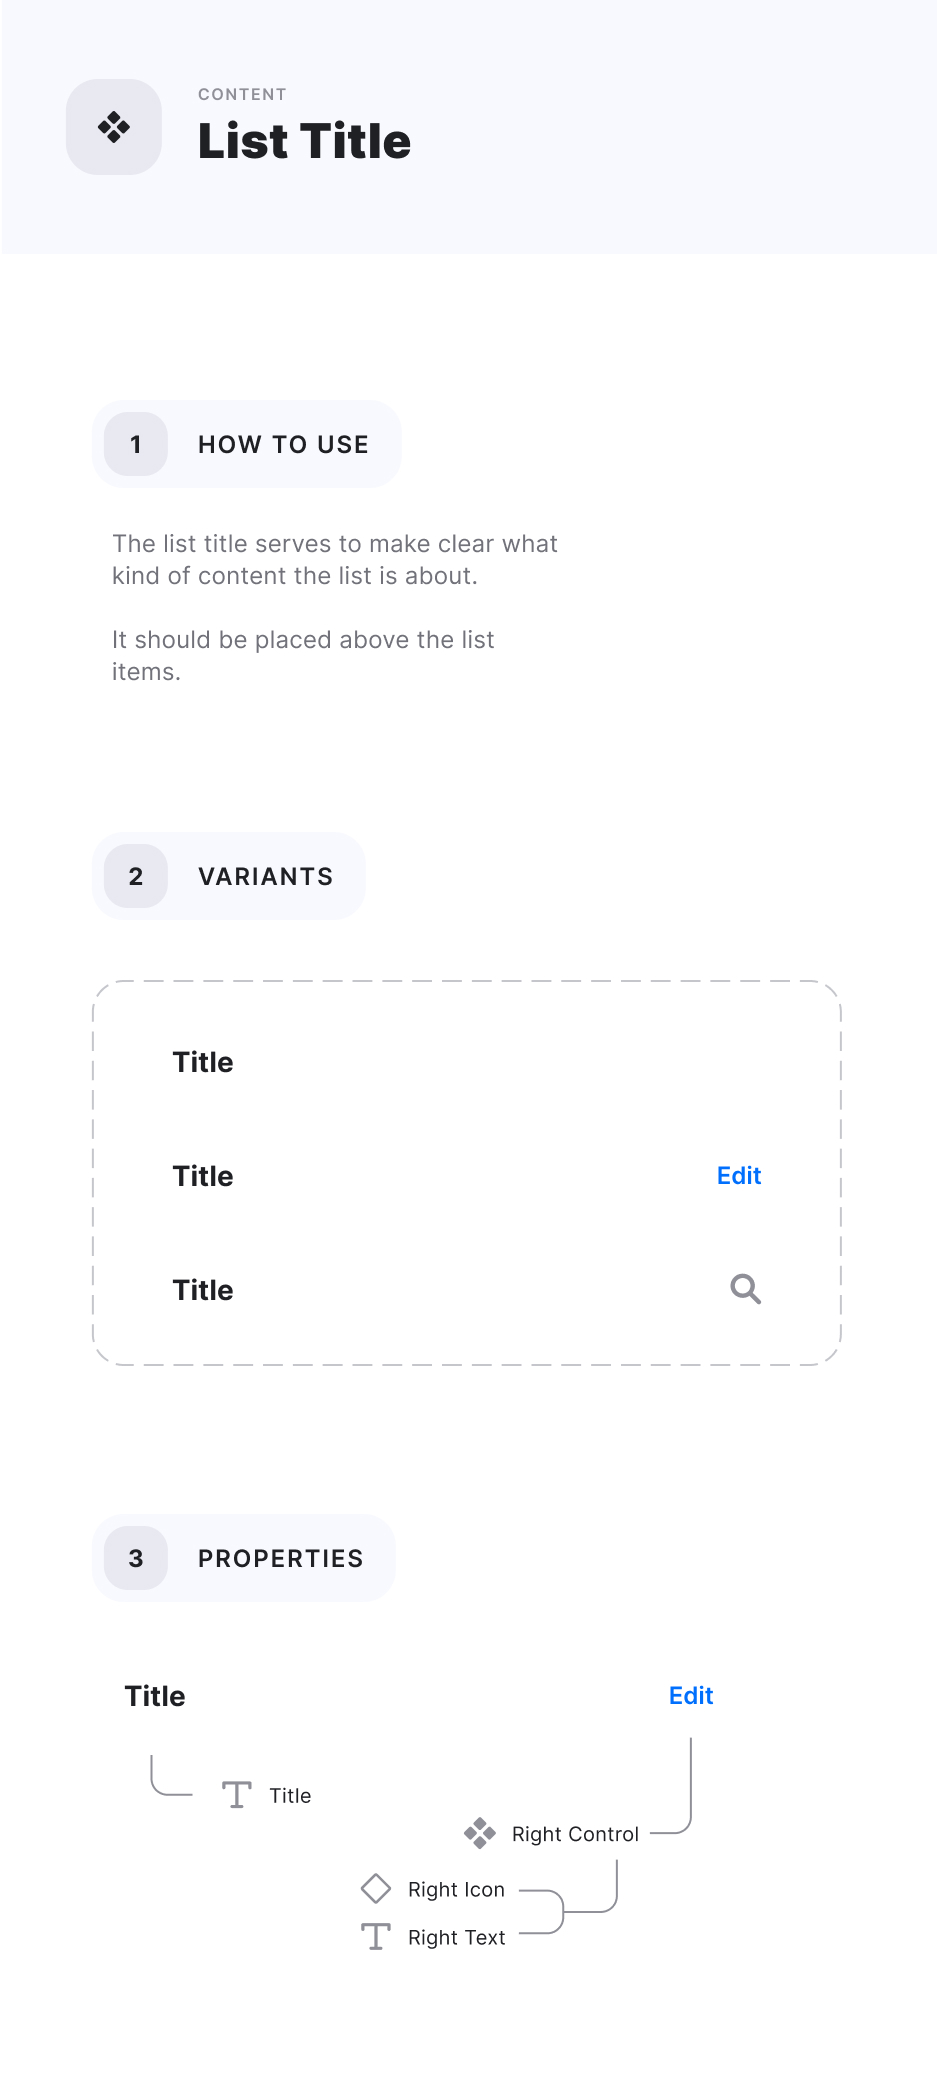 CONTENT
List Title
1 HOW TO USE
The list title serves to make clear what
kind of content the list is about.
It should be placed above the list
items.
2 VARIANTS
Title
Title Edit
Title
3 PROPERTIES
Title Edit
Title
Right Control
Right Icon
Right Text